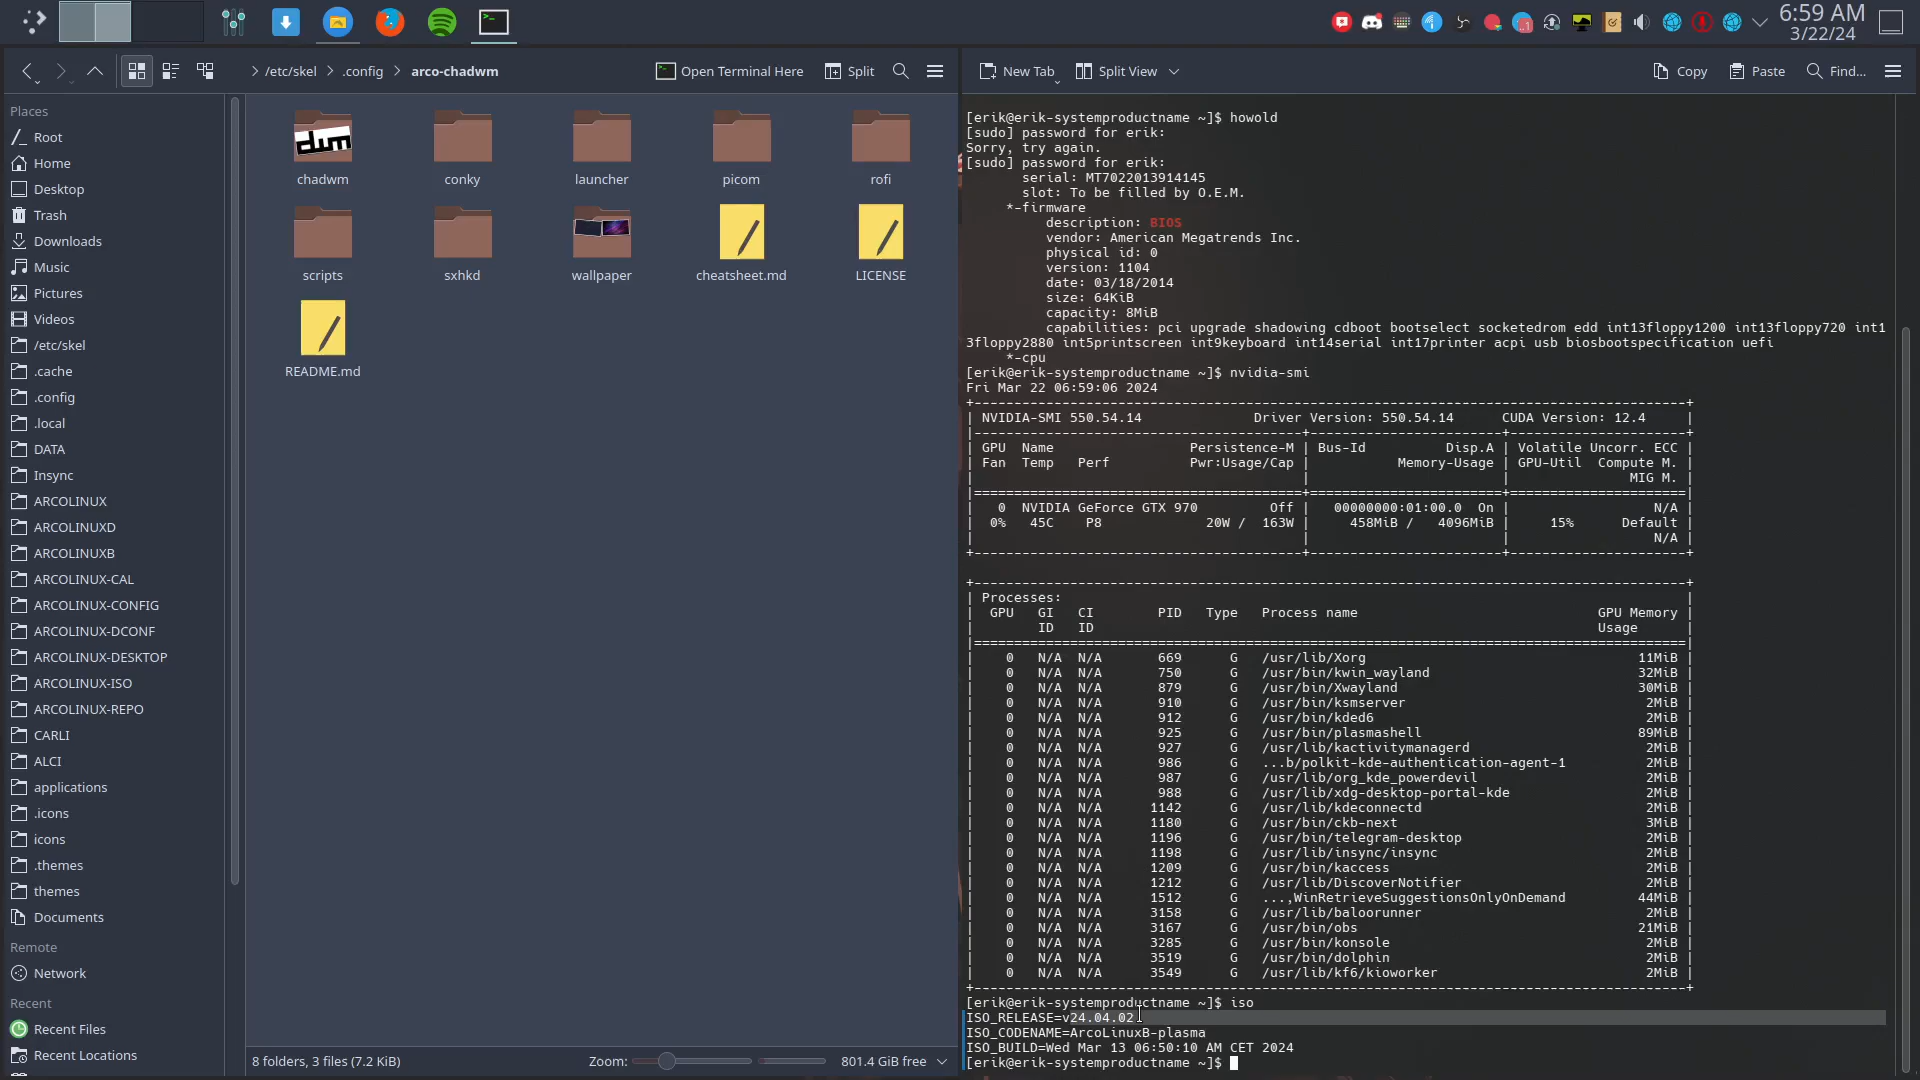 6:59 AM
3/22/24
/etc/skel
.config
arco-chadwm
Open Terminal Here
Split
New Tab
Split View
Copy
Paste
Find...
Places
Root
Home
Desktop
Trash
Downloads
Music
Pictures
Videos
/etc/skel
.cache
.config
.local
DATA
Insync
ARCOLINUX
ARCOLINUXD
ARCOLINUXB
ARCOLINUX-CAL
ARCOLINUX-CONFIG
ARCOLINUX-DCONF
ARCOLINUX-DESKTOP
ARCOLINUX-ISO
ARCOLINUX-REPO
CARLI
ALCI
applications
.icons
icons
.themes
themes
Documents
Remote
Network
Recent
Recent Files
Recent Locations
chadwm
conky
launcher
picom
rofi
scripts
sxhkd
wallpaper
cheatsheet.md
LICENSE
README.md
8 folders, 3 files (7.2 KiB)
Zoom:
801.4 GiB free
[erik@erik-systemproductname ~]$ howold
[sudo] password for erik:
Sorry, try again.
[sudo] password for erik:
serial: MT7022013914145
slot: To be filled by O.E.M.
*-firmware
description: BIOS
vendor: American Megatrends Inc.
physical id: 0
version: 1104
date: 03/18/2014
size: 64KiB
capacity: 8MiB
capabilities: pci upgrade shadowing cdboot bootselect socketedrom edd int13floppy1200 int13floppy720 int1
3floppy2880 int5printscreen int9keyboard int14serial int17printer acpi usb biosbootspecification uefi
*-cpu
[erik@erik-systemproductname ~]$ nvidia-smi
Fri Mar 22 06:59:06 2024
+-----------------------------------------------------------------------------------------+
| NVIDIA-SMI 550.54.14              Driver Version: 550.54.14      CUDA Version: 12.4     |
|-----------------------------------------+------------------------+----------------------+
| GPU  Name                 Persistence-M | Bus-Id          Disp.A | Volatile Uncorr. ECC |
| Fan  Temp   Perf          Pwr:Usage/Cap |           Memory-Usage | GPU-Util  Compute M. |
|                                         |                        |               MIG M. |
|=========================================+========================+======================|
|   0  NVIDIA GeForce GTX 970         Off |   00000000:01:00.0  On |                  N/A |
|  0%   45C    P8             20W /  163W |     458MiB /   4096MiB |     15%      Default |
|                                         |                        |                  N/A |
+-----------------------------------------+------------------------+----------------------+
+-----------------------------------------------------------------------------------------+
| Processes:                                                                              |
|  GPU   GI   CI        PID   Type   Process name                              GPU Memory |
|        ID   ID                                                               Usage      |
|=========================================================================================|
|    0   N/A  N/A       669      G   /usr/lib/Xorg                                  11MiB |
|    0   N/A  N/A       750      G   /usr/bin/kwin_wayland                          32MiB |
|    0   N/A  N/A       879      G   /usr/bin/Xwayland                              30MiB |
|    0   N/A  N/A       910      G   /usr/bin/ksmserver                              2MiB |
|    0   N/A  N/A       912      G   /usr/bin/kded6                                  2MiB |
|    0   N/A  N/A       925      G   /usr/bin/plasmashell                           89MiB |
|    0   N/A  N/A       927      G   /usr/lib/kactivitymanagerd                      2MiB |
|    0   N/A  N/A       986      G   ...b/polkit-kde-authentication-agent-1          2MiB |
|    0   N/A  N/A       987      G   /usr/lib/org_kde_powerdevil                     2MiB |
|    0   N/A  N/A       988      G   /usr/lib/xdg-desktop-portal-kde                 2MiB |
|    0   N/A  N/A      1142      G   /usr/lib/kdeconnectd                            2MiB |
|    0   N/A  N/A      1180      G   /usr/bin/ckb-next                               3MiB |
|    0   N/A  N/A      1196      G   /usr/bin/telegram-desktop                       2MiB |
|    0   N/A  N/A      1198      G   /usr/lib/insync/insync                          2MiB |
|    0   N/A  N/A      1209      G   /usr/bin/kaccess                                2MiB |
|    0   N/A  N/A      1212      G   /usr/lib/DiscoverNotifier                       2MiB |
|    0   N/A  N/A      1512      G   ...,WinRetrieveSuggestionsOnlyOnDemand         44MiB |
|    0   N/A  N/A      3158      G   /usr/lib/baloorunner                            2MiB |
|    0   N/A  N/A      3167      G   /usr/bin/obs                                   21MiB |
|    0   N/A  N/A      3285      G   /usr/bin/konsole                                2MiB |
|    0   N/A  N/A      3519      G   /usr/bin/dolphin                                2MiB |
|    0   N/A  N/A      3549      G   /usr/lib/kf6/kioworker                          2MiB |
+-----------------------------------------------------------------------------------------+
[erik@erik-systemproductname ~]$ iso
ISO_RELEASE=v24.04.02
ISO_CODENAME=ArcoLinuxB-plasma
ISO_BUILD=Wed Mar 13 06:50:10 AM CET 2024
[erik@erik-systemproductname ~]$